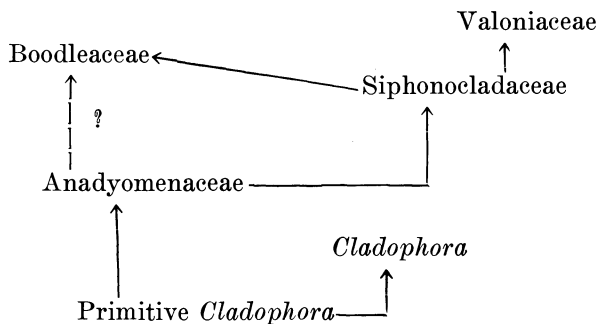 Valoniaceae
Boodleaceae
Siphonocladaceae
?
Anadyomenaceae
Cladophora
Primitive Cladophora